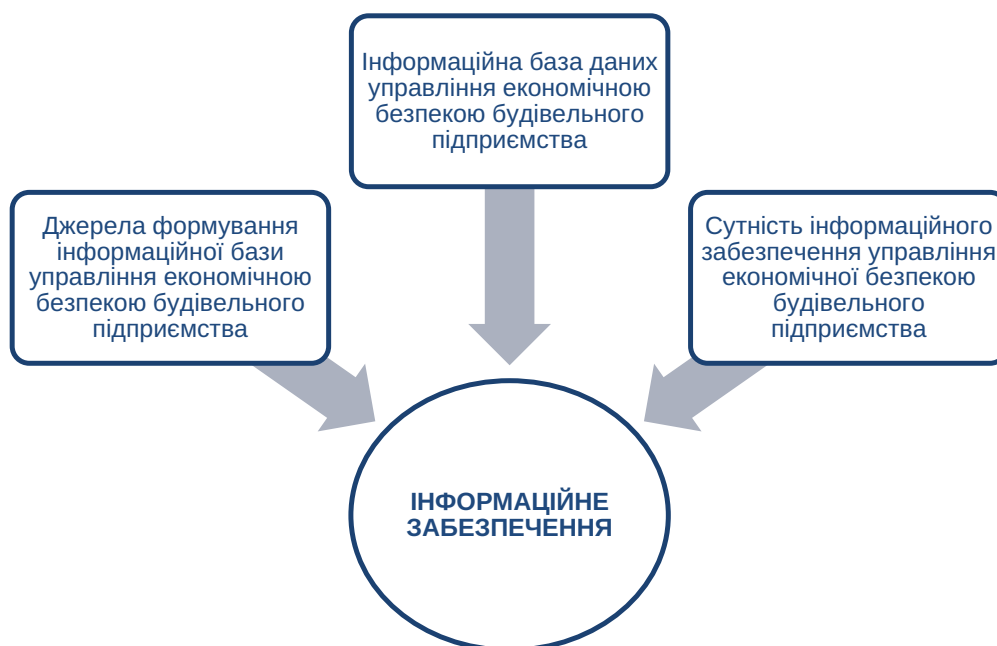 Інформаційна база даних
управління економічною
безпекою будівельного
підприємства
Джерела формування
інформаційної бази
управління економічною
безпекою будівельного
підприємства
Сутність інформаційного
забезпечення управління
економічної безпекою
будівельного
підприємства
ІНФОРМАЦІЙНЕ
ЗАБЕЗПЕЧЕННЯ